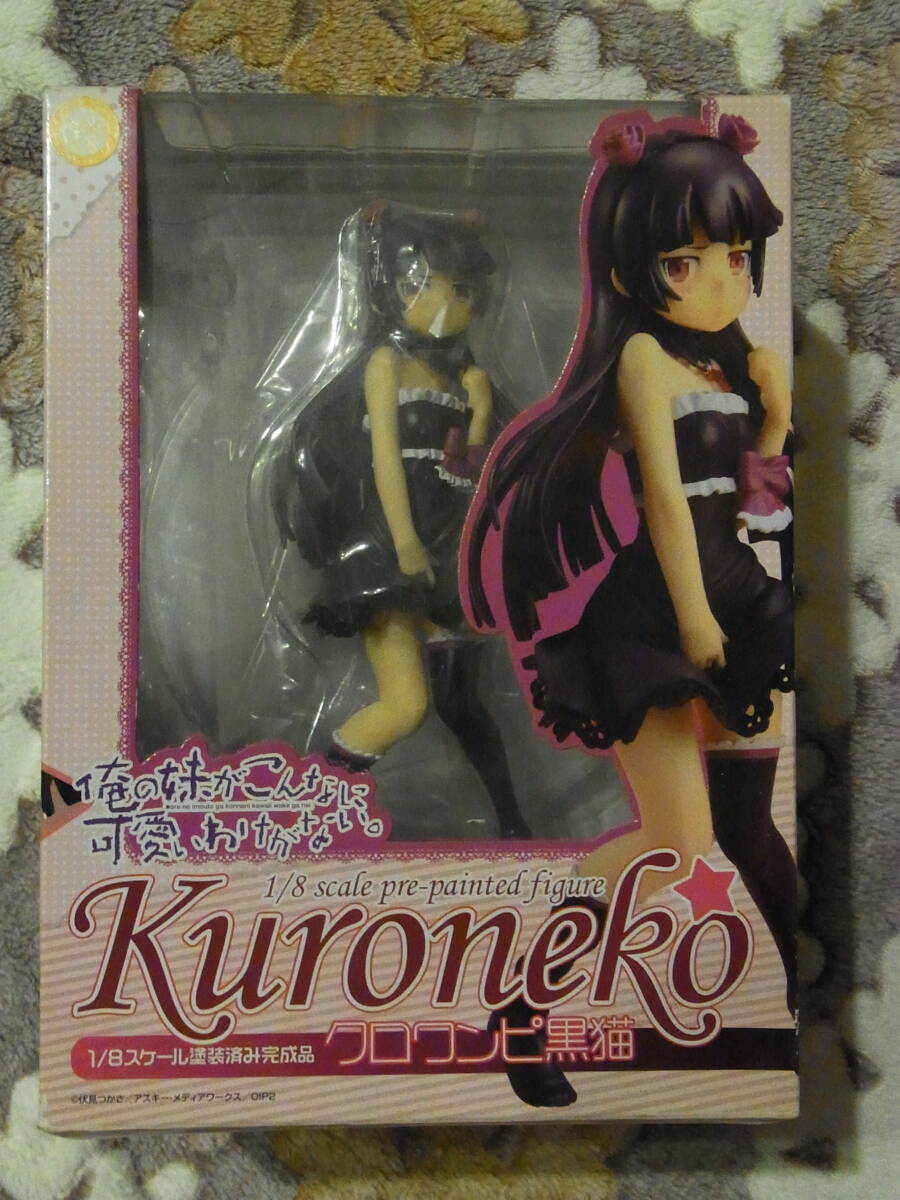 俺の妹がこんなに
ore no imouto ga konnani kawaii wake ga nai
可愛いわけがない。
1/8 scale pre-painted figure
Kuroneko
1/8スケール塗装済み完成品
クロワンピ黒猫
©伏見つかさ/アスキー・メディアワークス/OIP2